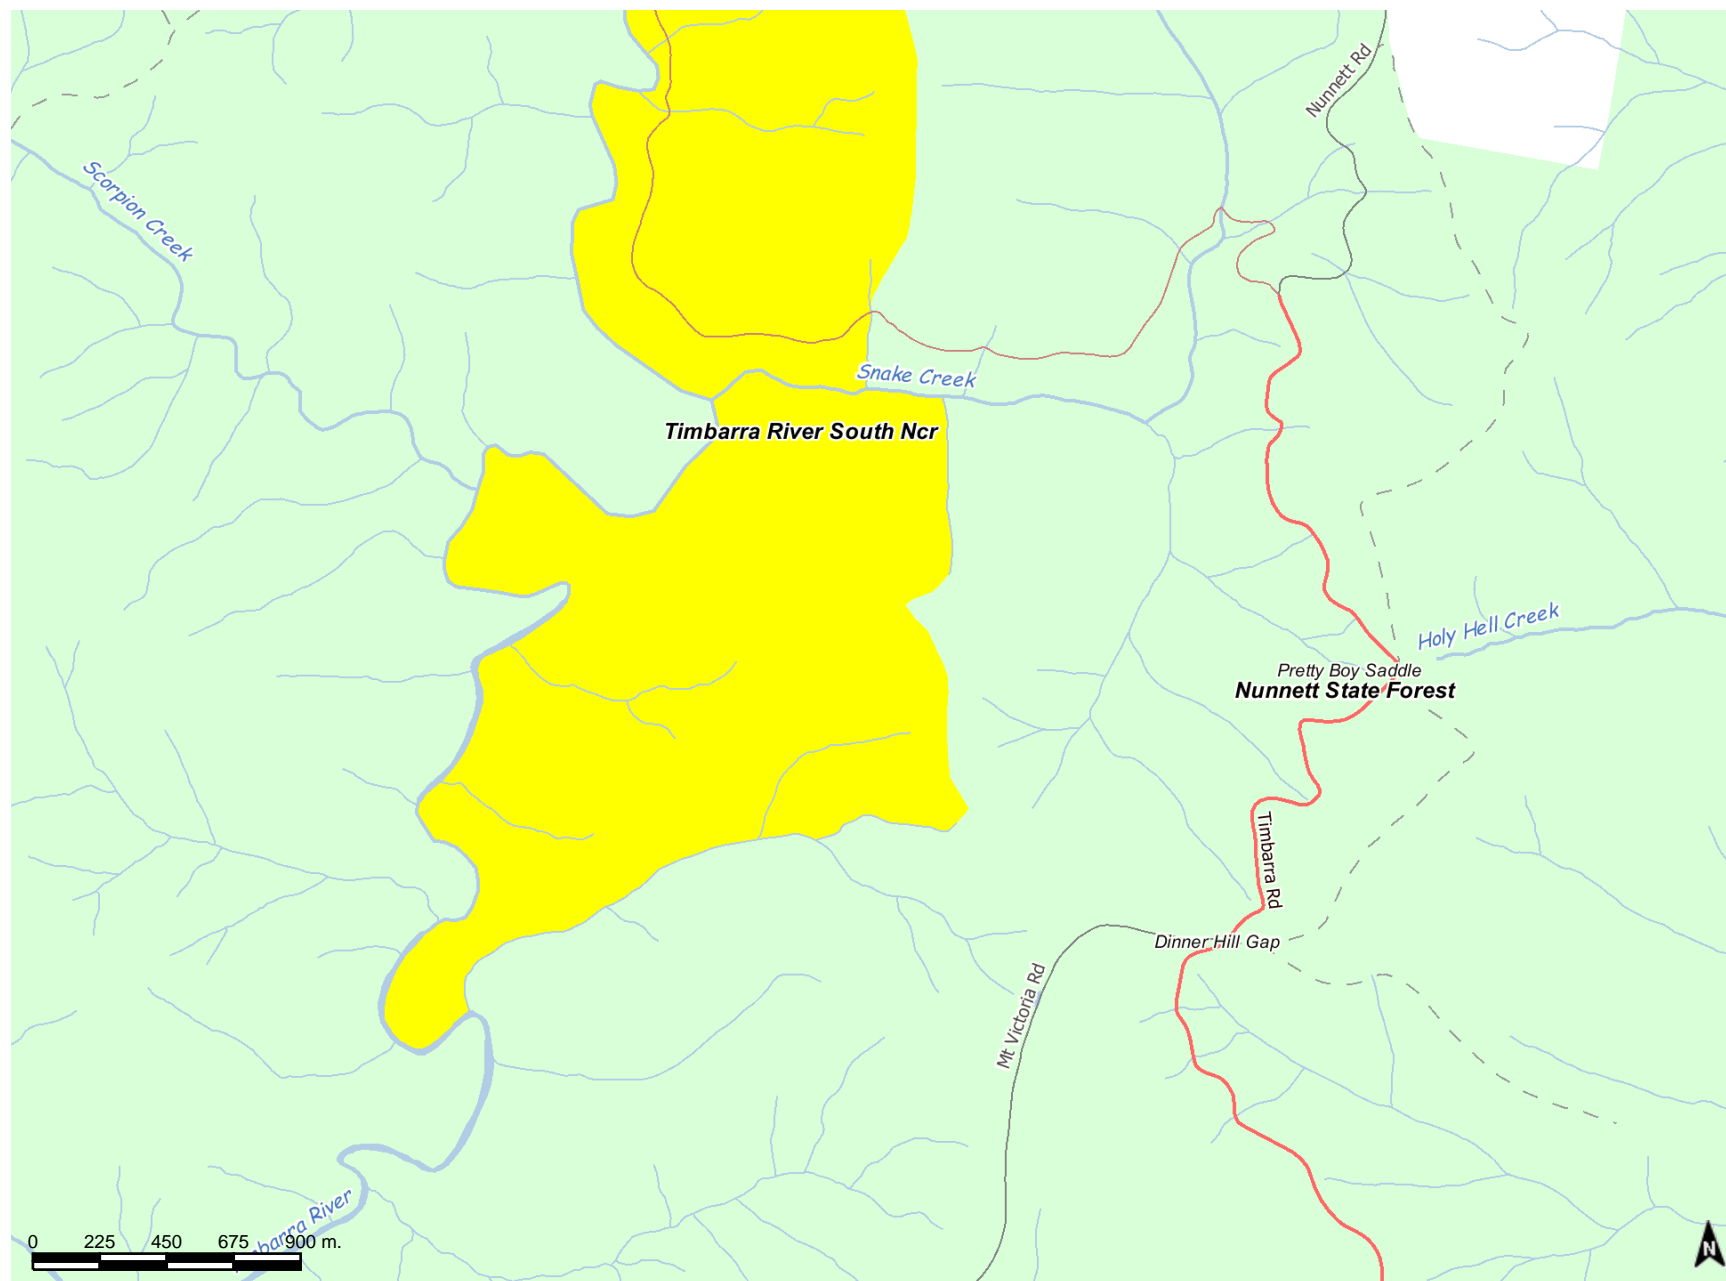 Nunnett Rd
Scorpion Creek
Snake Creek
Timbarra River South Ncr
Holy Hell Creek
Pretty Boy Saddle
Nunnett State Forest
Timbarra Rd
Dinner Hill Gap
Mt Victoria Rd
River
0 225 450 675 900 m.
N